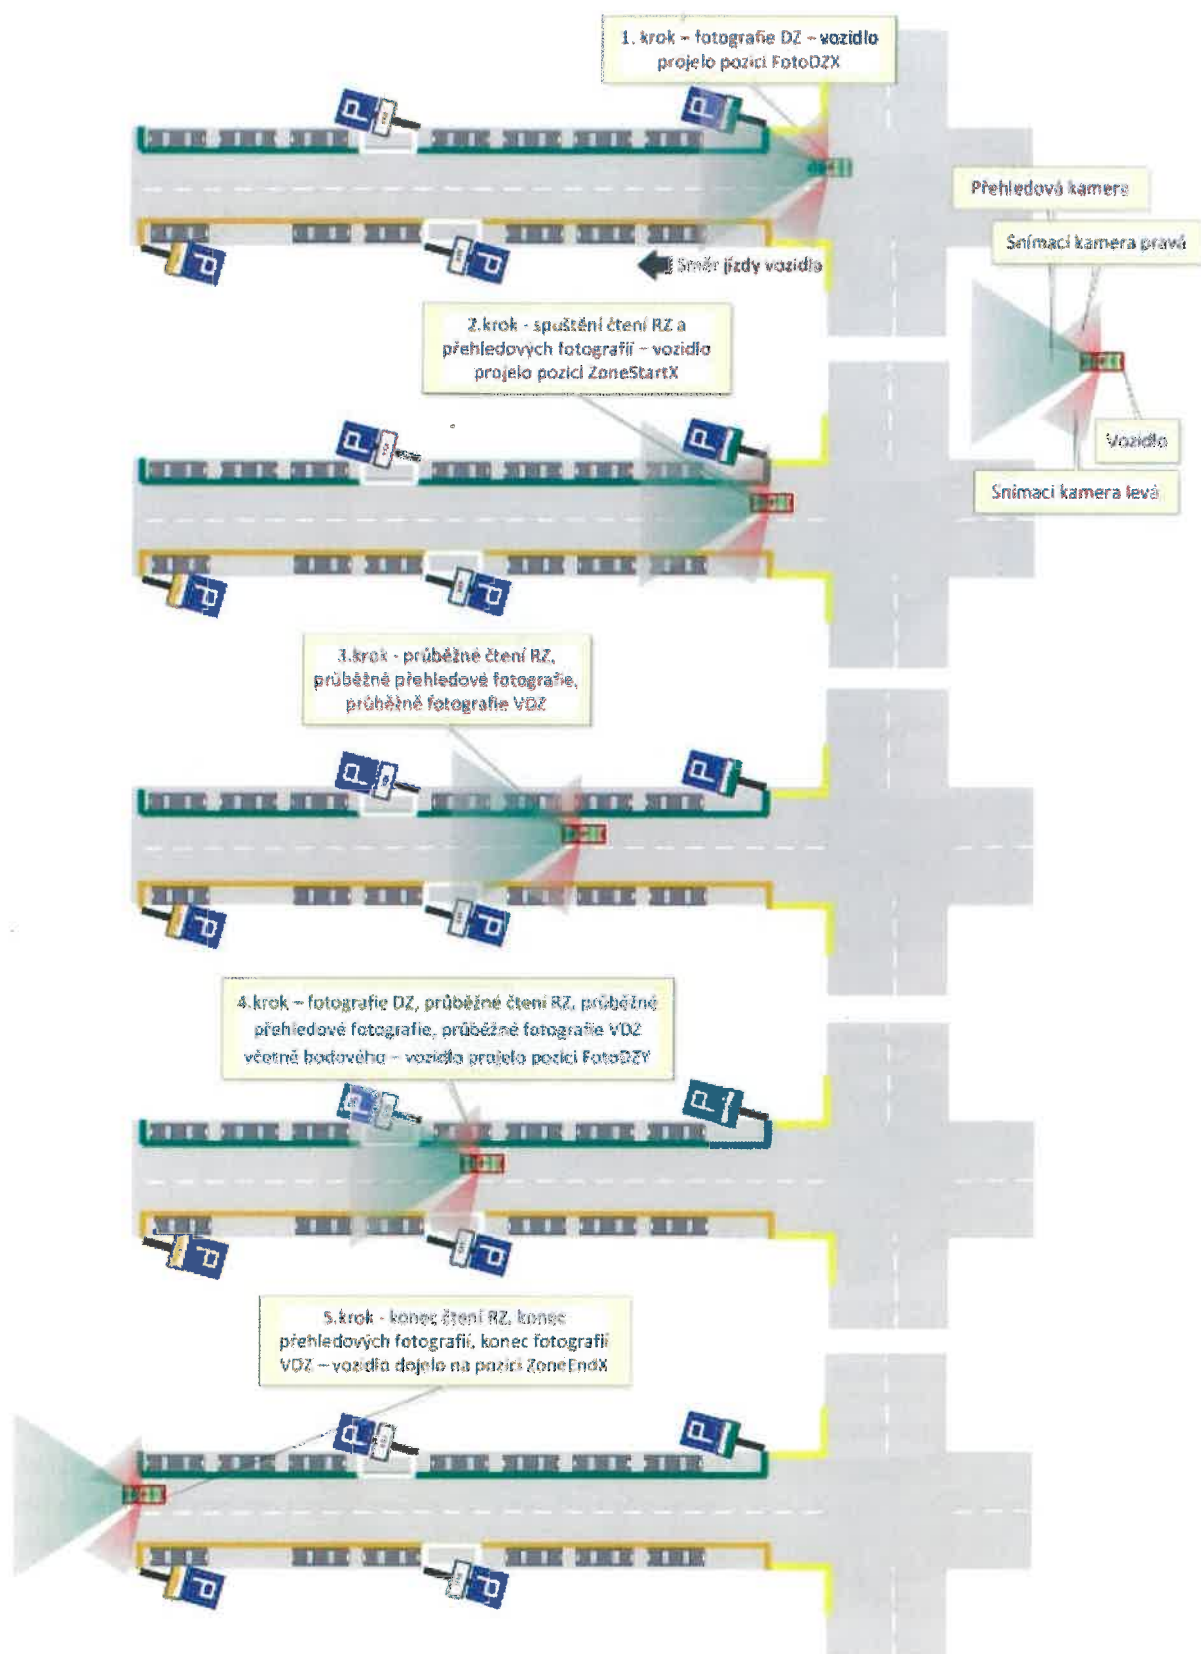 1. krok – fotografie DZ – vozidlo
projelo pozici FotoDZX
P
P
P
P
Směr jízdy vozidla
Přehledová kamera
Snímací kamera pravá
Vozidlo
Snímací kamera levá
2.krok - spuštění čtení RZ a
přehledových fotografií – vozidlo
projelo pozici ZoneStartX
P
P
P
P
3.krok - průběžné čtení RZ,
průběžné přehledové fotografie,
průběžné fotografie VDZ
P
P
P
P
4.krok – fotografie DZ, průběžné čtení RZ, průběžné
přehledové fotografie, průběžné fotografie VDZ
včetně bodového – vozidlo projelo pozici FotoDZY
P
P
P
P
5.krok - konec čtení RZ, konec
přehledových fotografií, konec fotografií
VDZ – vozidlo dojelo na pozici ZoneEndX
P
P
P
P